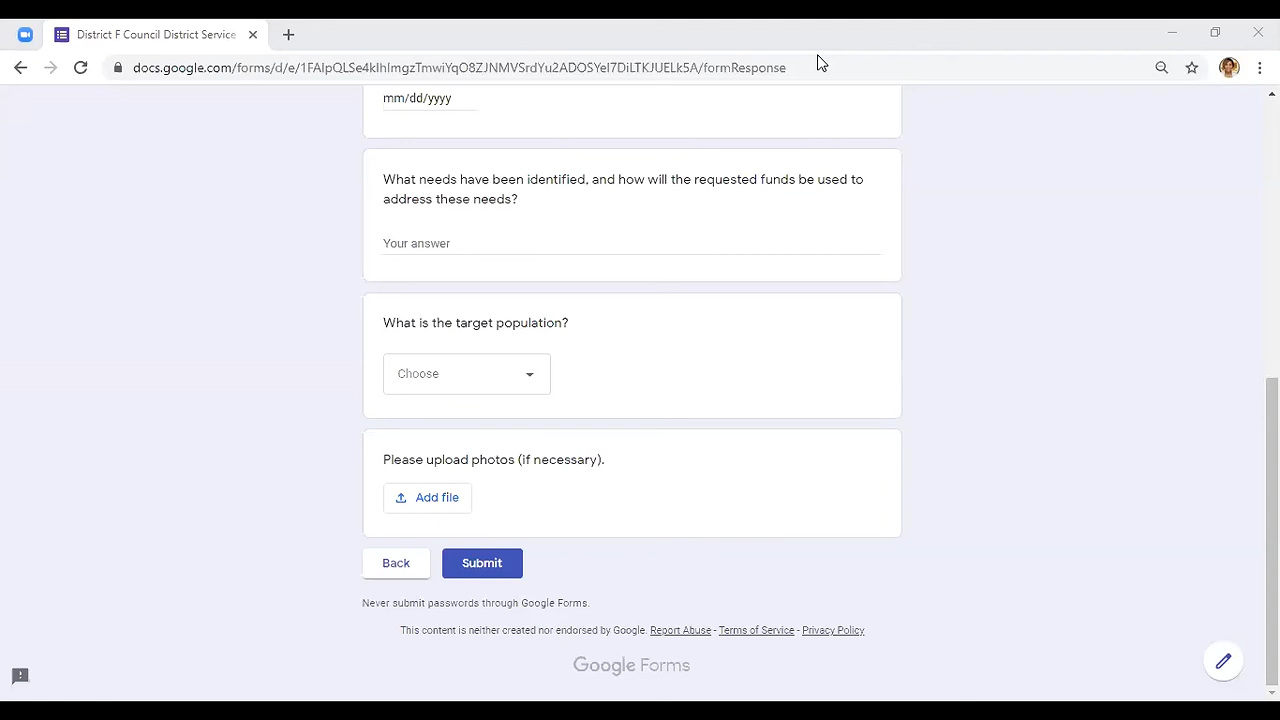 District F Council District Service
docs.google.com/forms/d/e/1FAIpQLSe4kIhImgzTmwiYqO8ZJNMVSrdYu2ADOSYeI7DiLTKJUELk5A/formResponse
mm/dd/yyyy
What needs have been identified, and how will the requested funds be used to
address these needs?
Your answer
What is the target population?
Choose
Please upload photos (if necessary).
Add file
Back Submit
Never submit passwords through Google Forms.
This content is neither created nor endorsed by Google. Report Abuse - Terms of Service - Privacy Policy
Google Forms